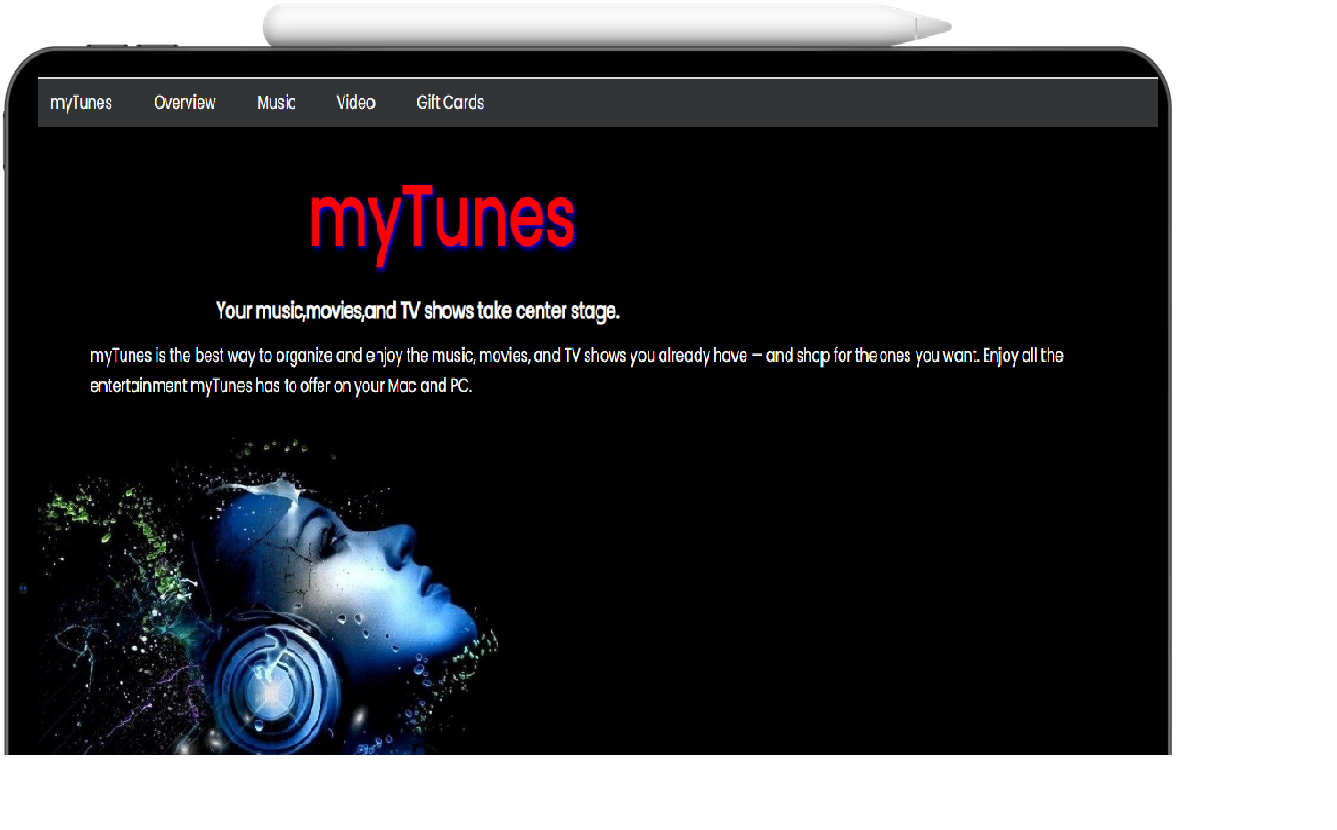 myTunes Overview Music Video Gift Cards
myTunes
Your music,movies,and TV shows take center stage.
myTunes is the best way to organize and enjoy the music, movies, and TV shows you already have — and shop for the ones you want. Enjoy all the
entertainment myTunes has to offer on your Mac and PC.